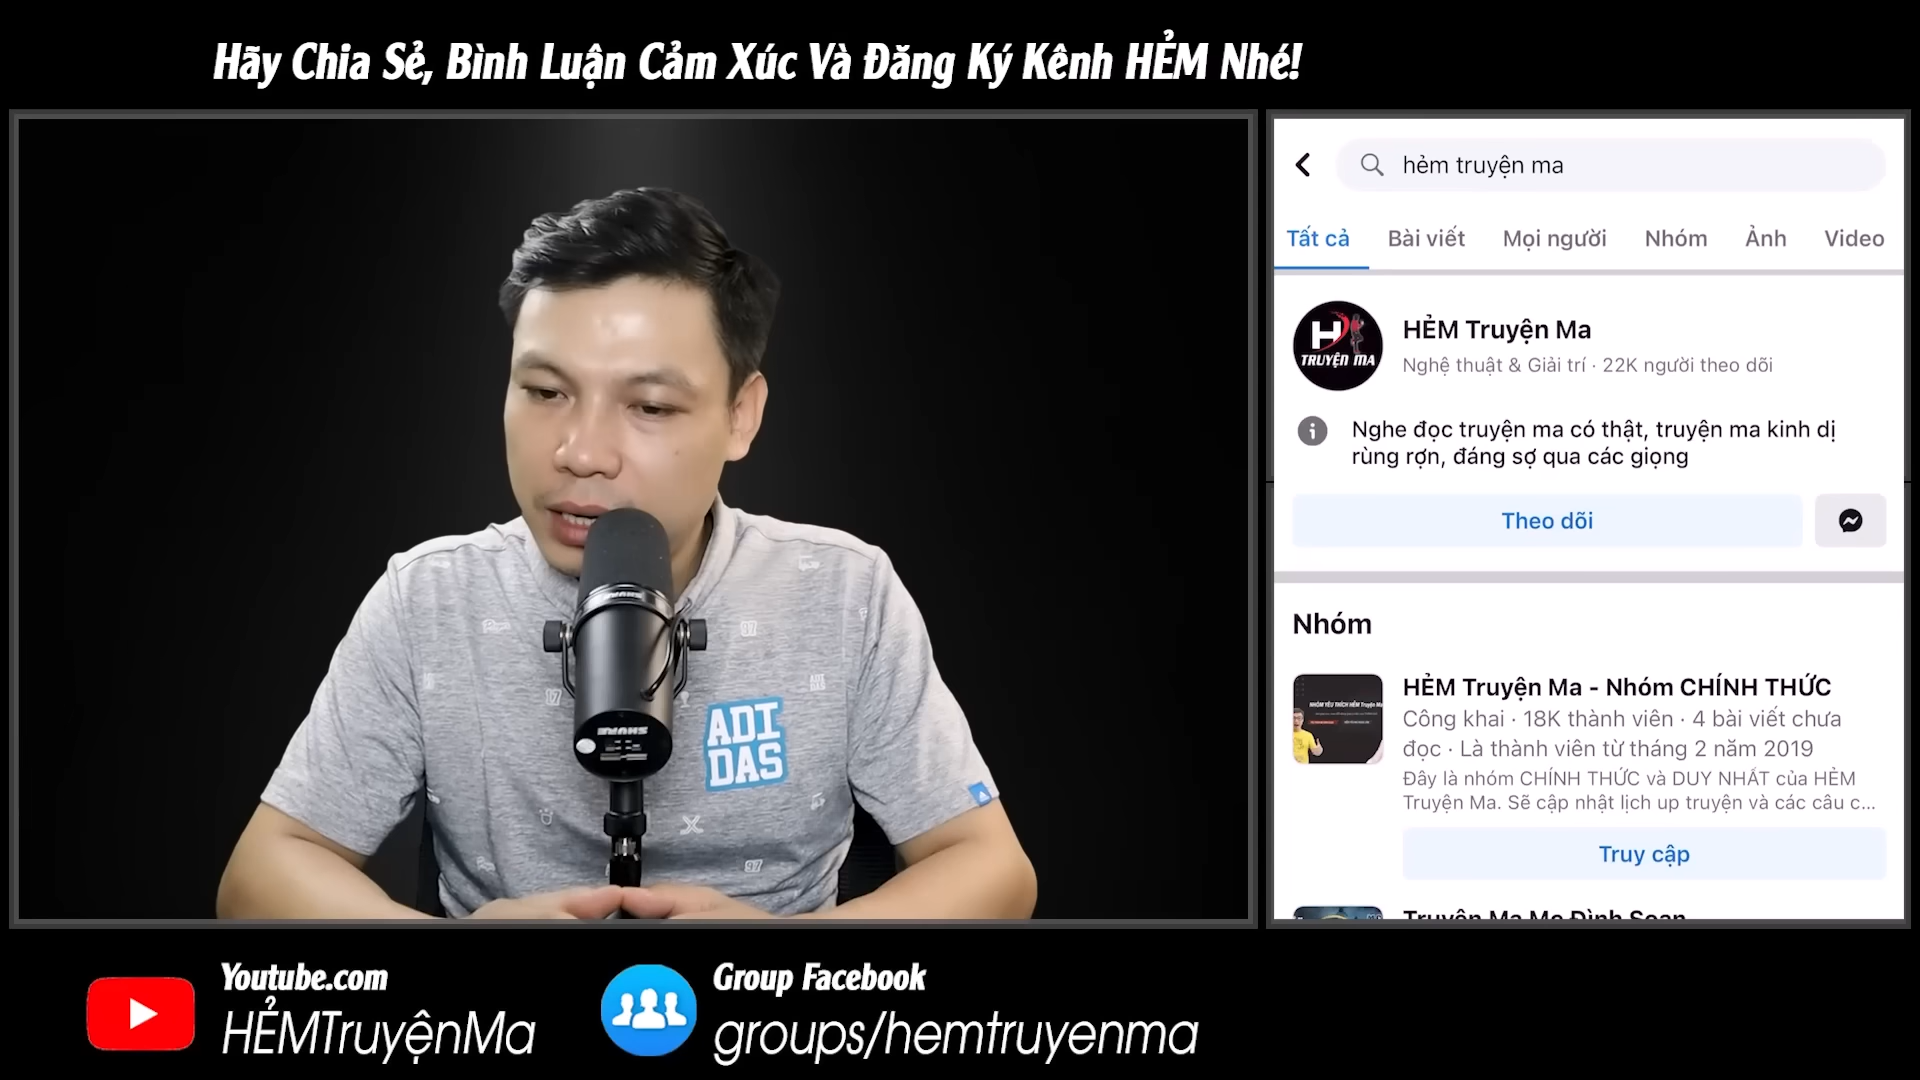 Hãy Chia Sẻ, Bình Luận Cảm Xúc Và Đăng Ký Kênh HẺM Nhé!
hẻm truyện ma
Tất cả
Bài viết
Mọi người
Nhóm
Ảnh
Video
H
TRUYỆN MA
HẺM Truyện Ma
Nghệ thuật & Giải trí · 22K người theo dõi
Nghe đọc truyện ma có thật, truyện ma kinh dị
rùng rợn, đáng sợ qua các giọng
Theo dõi
Nhóm
HẺM Truyện Ma - Nhóm CHÍNH THỨC
Công khai · 18K thành viên · 4 bài viết chưa
đọc · Là thành viên từ tháng 2 năm 2019
Đây là nhóm CHÍNH THỨC và DUY NHẤT của HẺM
Truyện Ma. Sẽ cập nhật lịch up truyện và các câu c...
Truy cập
SHURE
ADI
DAS
97
97
Youtube.com
HẺMTruyệnMa
Group Facebook
groups/hemtruyenma